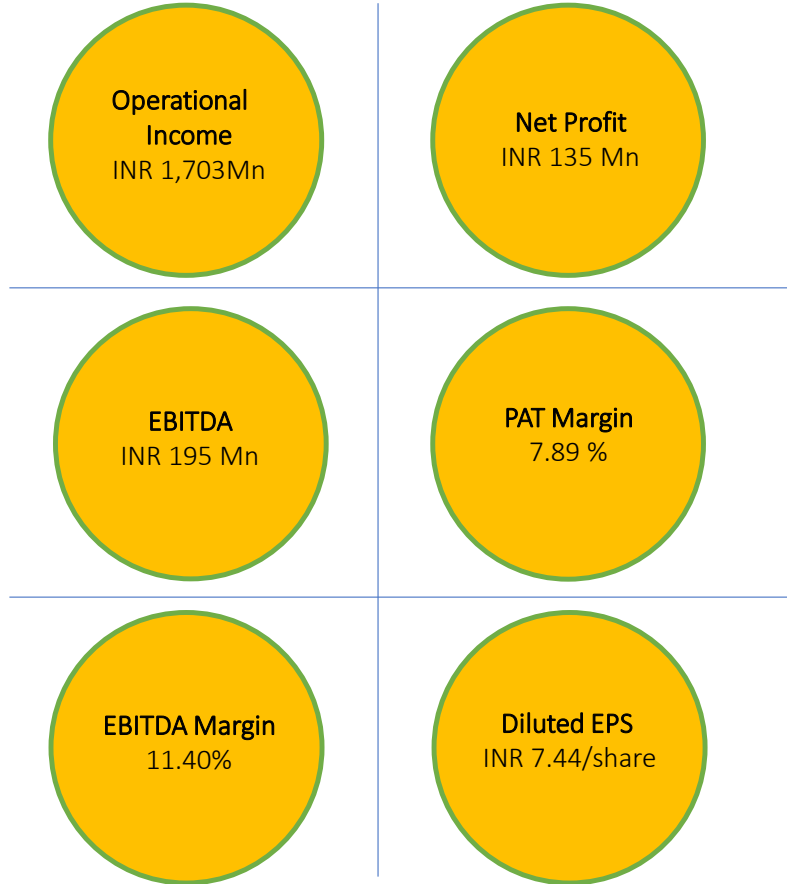 Operational
Income
INR 1,703Mn
Net Profit
INR 135 Mn
EBITDA
INR 195 Mn
PAT Margin
7.89 %
EBITDA Margin
11.40%
Diluted EPS
INR 7.44/share